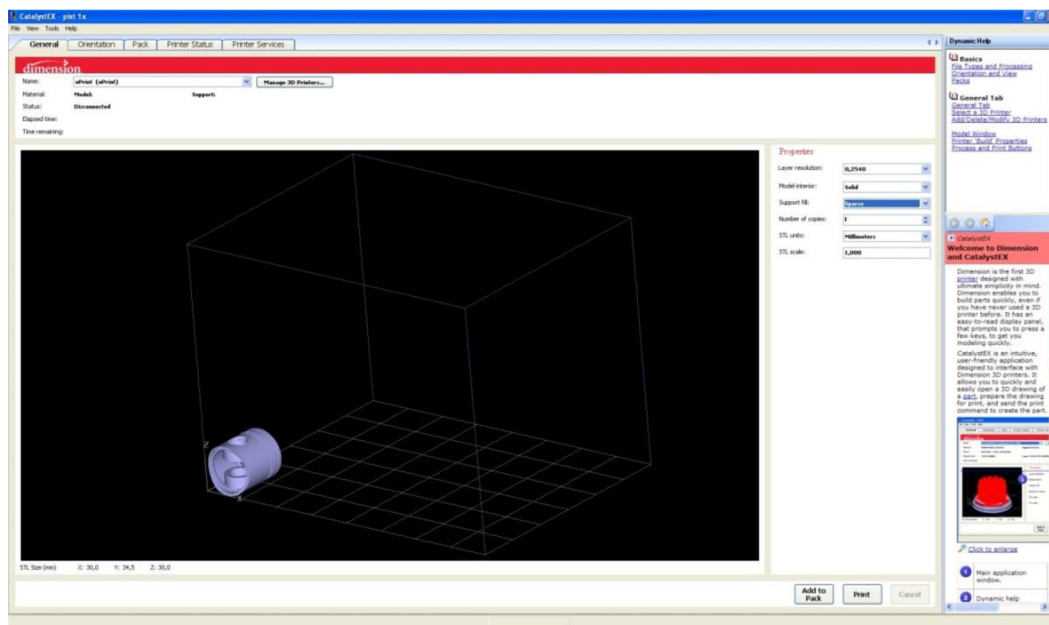 CatalystEX - pist 1x
File View Tools Help
General Orientation Pack Printer Status Printer Services
Dynamic Help
dimension
Name: uPrint (uPrint) Manage 3D Printers...
Material: Model: Support:
Status: Disconnected
Elapsed time:
Time remaining:
Z
X
STL Size (mm) X: 30,0 Y: 34,5 Z: 30,0
Properties
Layer resolution: 0,2540
Model interior: Solid
Support fill: Sparse
Number of copies: 1
STL units: Millimeters
STL scale: 1,000
Add to Pack Print Cancel
Basics
File Types and Processing
Orientation and View
Packs
General Tab
General Tab
Select a 3D Printer
Add/Delete/Modify 3D Printers
Model Window
Printer 'Build' Properties
Process and Print Buttons
CatalystEX
Welcome to Dimension
and CatalystEX
Dimension is the first 3D
printer designed with
ultimate simplicity in mind.
Dimension enables you to
build parts quickly, even if
you have never used a 3D
printer before. It has an
easy-to-read display panel,
that prompts you to press a
few keys, to get you
modeling quickly.
CatalystEX is an intuitive,
user-friendly application
designed to interface with
Dimension 3D printers. It
allows you to quickly and
easily open a 3D drawing of
a part, prepare the drawing
for print, and send the print
command to create the part.
Click to enlarge
1 Main application
window.
2 Dynamic help